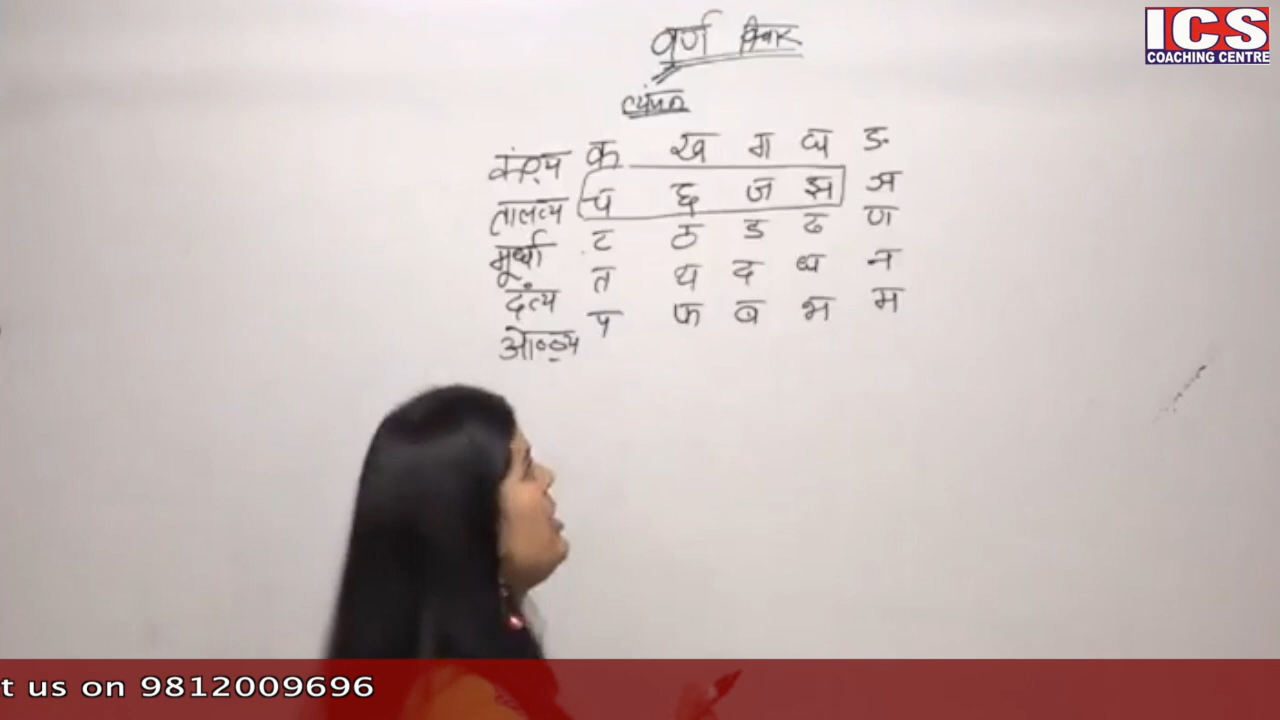 वर्ण विचार
व्यंजन
कंठ्य क ख ग घ ङ
तालव्य च छ ज झ ञ
मूर्धा ट ठ ड ढ ण
दंत्य त थ द ध न
ओष्ठ्य प फ ब भ म
ICS
COACHING CENTRE
t us on 9812009696